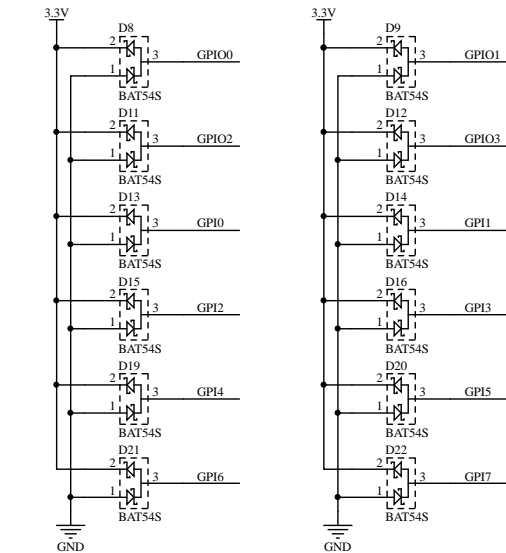 3.3V
D8
2
3 GPIO0
1
BAT54S
D11
2
3 GPIO2
1
BAT54S
D13
2
3 GPI0
1
BAT54S
D15
2
3 GPI2
1
BAT54S
D19
2
3 GPI4
1
BAT54S
D21
2
3 GPI6
1
BAT54S
GND
3.3V
D9
2
3 GPIO1
1
BAT54S
D12
2
3 GPIO3
1
BAT54S
D14
2
3 GPI1
1
BAT54S
D16
2
3 GPI3
1
BAT54S
D20
2
3 GPI5
1
BAT54S
D22
2
3 GPI7
1
BAT54S
GND